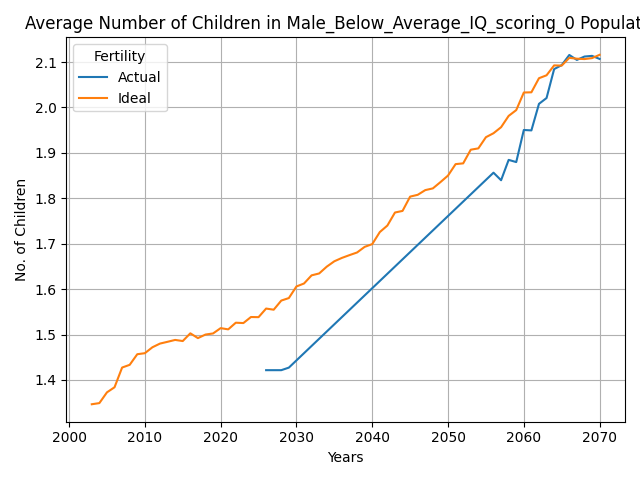 Average Number of Children in Male_Below_Average_IQ_scoring_0 Populat
Fertility
Actual
Ideal
No. of Children
2.1
2.0
1.9
1.8
1.7
1.6
1.5
1.4
2000 2010 2020 2030 2040 2050 2060 2070
Years